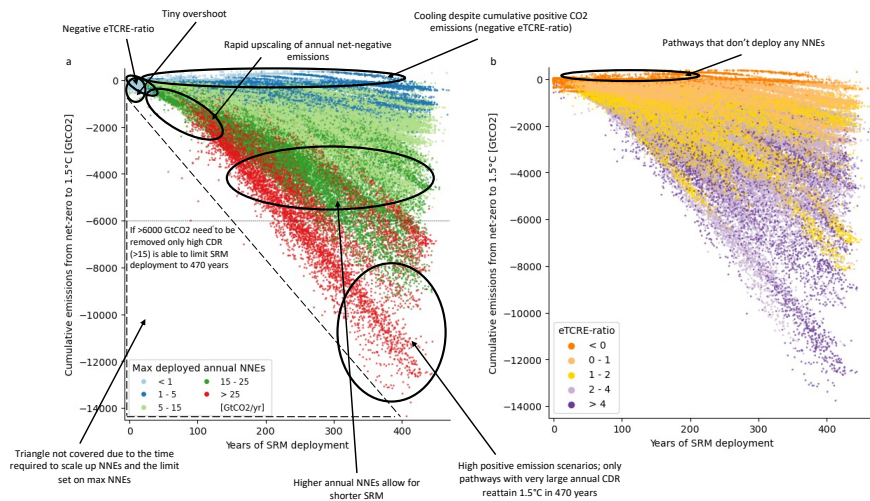 Tiny overshoot
Negative eTCRE-ratio
Rapid upscaling of annual net-negative
emissions
Cooling despite cumulative positive CO2
emissions (negative eTCRE-ratio)
Pathways that don't deploy any NNEs
a
Cumulative emissions from net-zero to 1.5°C [GtCO2]
0
−2000
−4000
−6000
−8000
−10000
−12000
−14000
If >6000 GtCO2 need to be
removed only high CDR
(>15) is able to limit SRM
deployment to 470 years
Max deployed annual NNEs
< 1
1 - 5
5 - 15
15 - 25
> 25
[GtCO2/yr]
0
100
200
300
400
Years of SRM deployment
b
Cumulative emissions from net-zero to 1.5°C [GtCO2]
0
−2000
−4000
−6000
−8000
−10000
−12000
−14000
eTCRE-ratio
< 0
0 - 1
1 - 2
2 - 4
> 4
0
100
200
300
400
Years of SRM deployment
Triangle not covered due to the time
required to scale up NNEs and the limit
set on max NNEs
Higher annual NNEs allow for
shorter SRM
High positive emission scenarios; only
pathways with very large annual CDR
reattain 1.5°C in 470 years